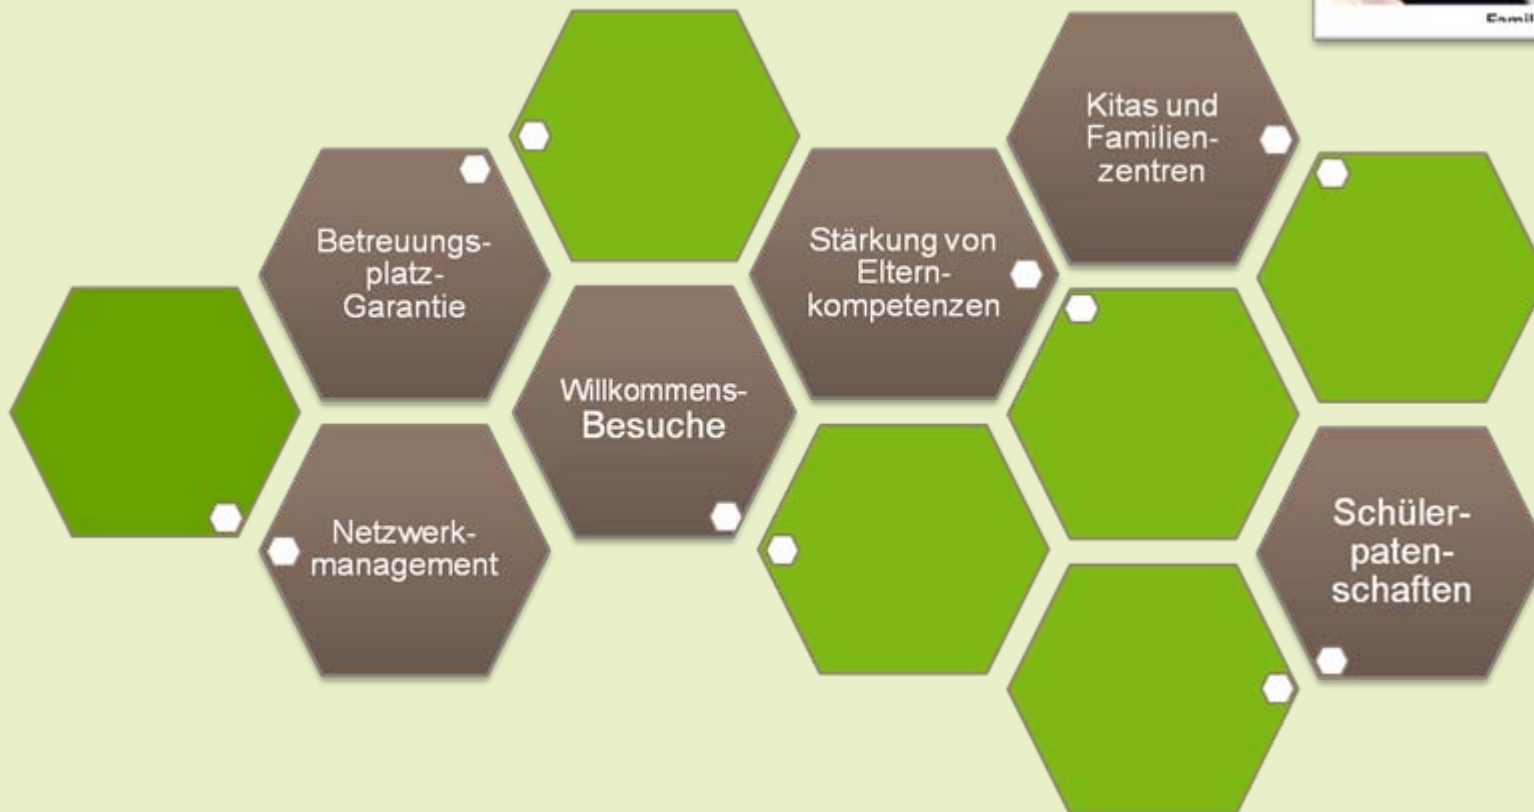 Kitas und
Familien-
zentren
Betreuungs-
platz-
Garantie
Stärkung von
Eltern-
kompetenzen
Willkommens-
Besuche
Netzwerk-
management
Schüler-
paten-
schaften